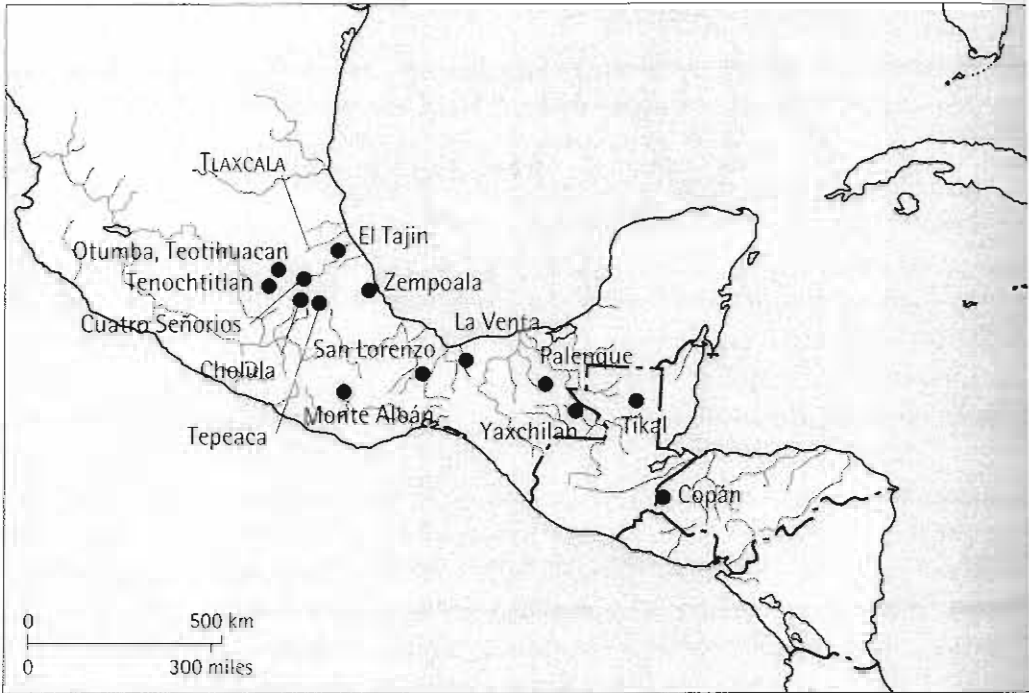 TLAXCALA
El Tajin
Otumba, Teotihuacan
Tenochtitlan
Zempoala
Cuatro Señorios
La Venta
San Lorenzo
Palenque
Cholula
Monte Albán
Yaxchilan
Tikal
Tepeaca
Copán
0 500 km
0 300 miles